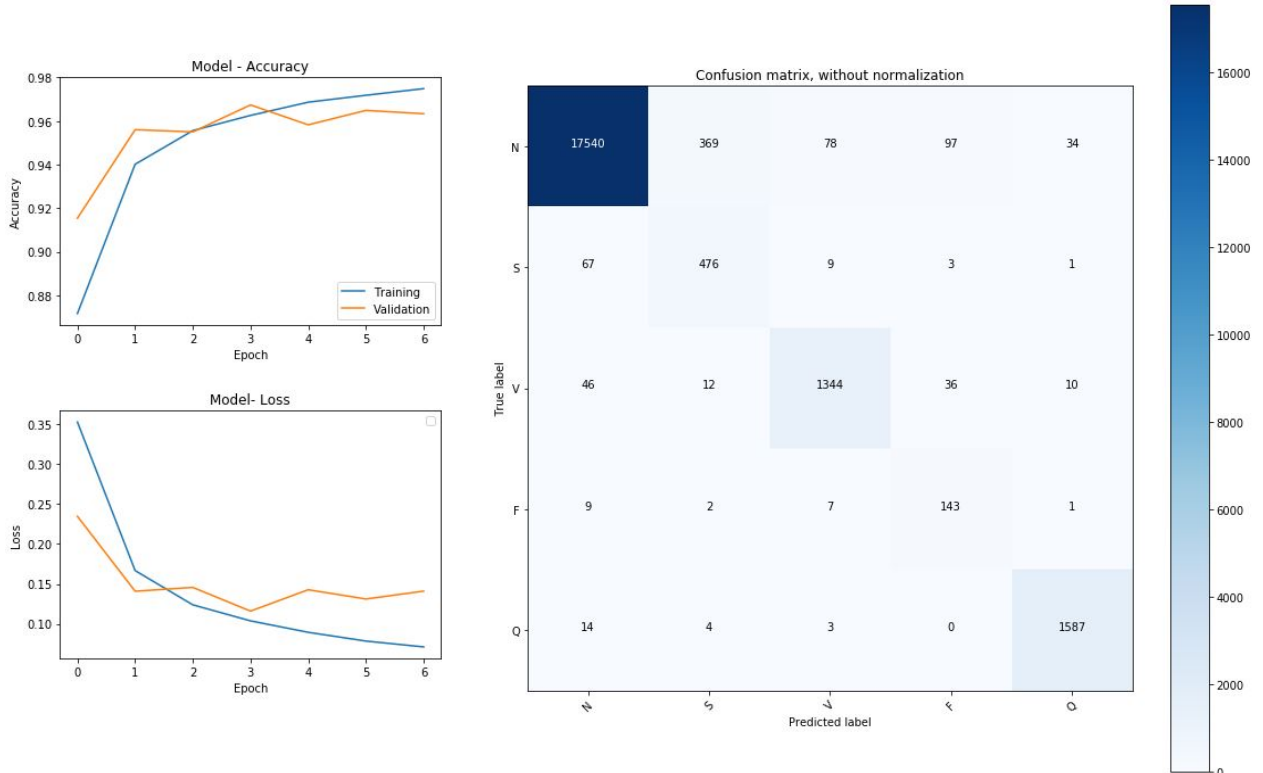 Model - Accuracy
0.98
0.96
0.94
0.92
0.90
0.88
Accuracy
0 1 2 3 4 5 6
Epoch
Training
Validation
Model- Loss
0.35
0.30
0.25
0.20
0.15
0.10
Loss
0 1 2 3 4 5 6
Epoch
Confusion matrix, without normalization
True label
N 17540 369 78 97 34
S 67 476 9 3 1
V 46 12 1344 36 10
F 9 2 7 143 1
Q 14 4 3 0 1587
N S V F Q
Predicted label
16000
14000
12000
10000
8000
6000
4000
2000
0